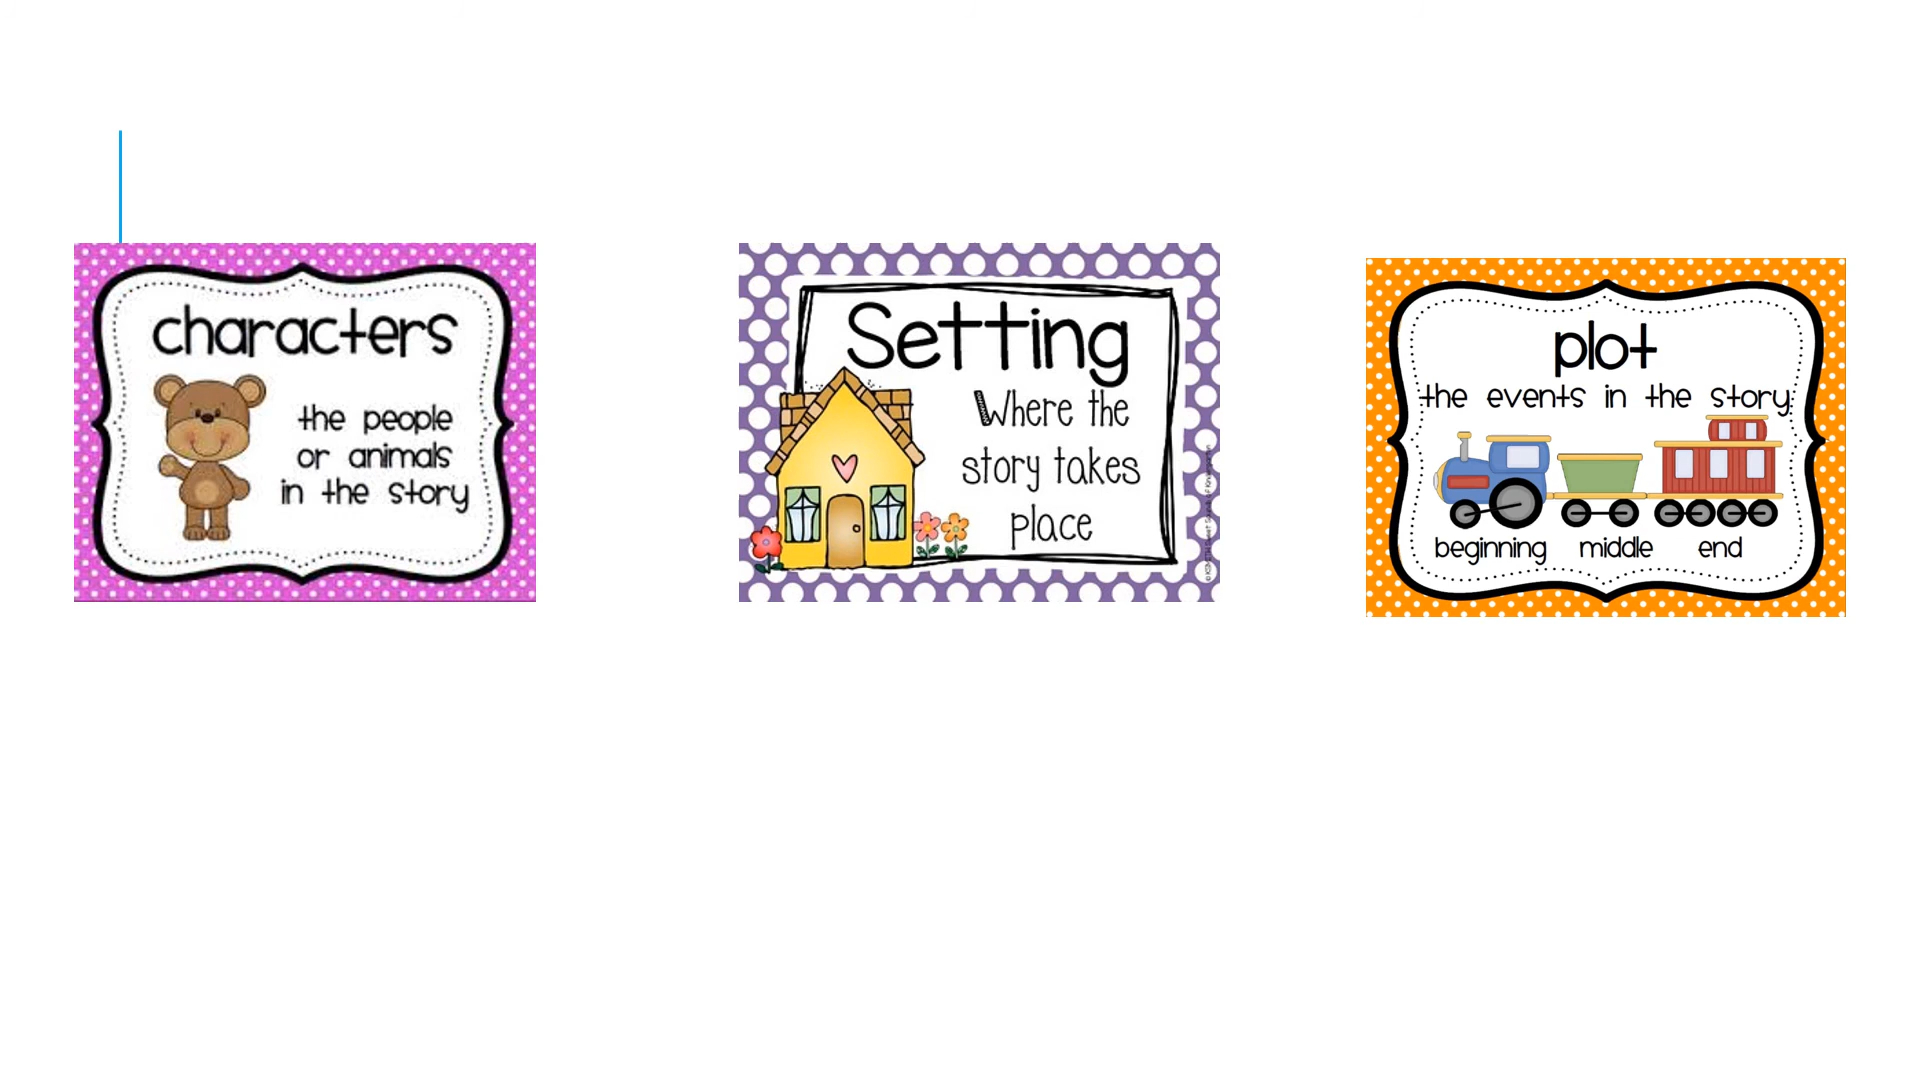 characters
the people
or animals
in the story
Setting
Where the
story takes
place
plot
the events in the story
beginning middle end